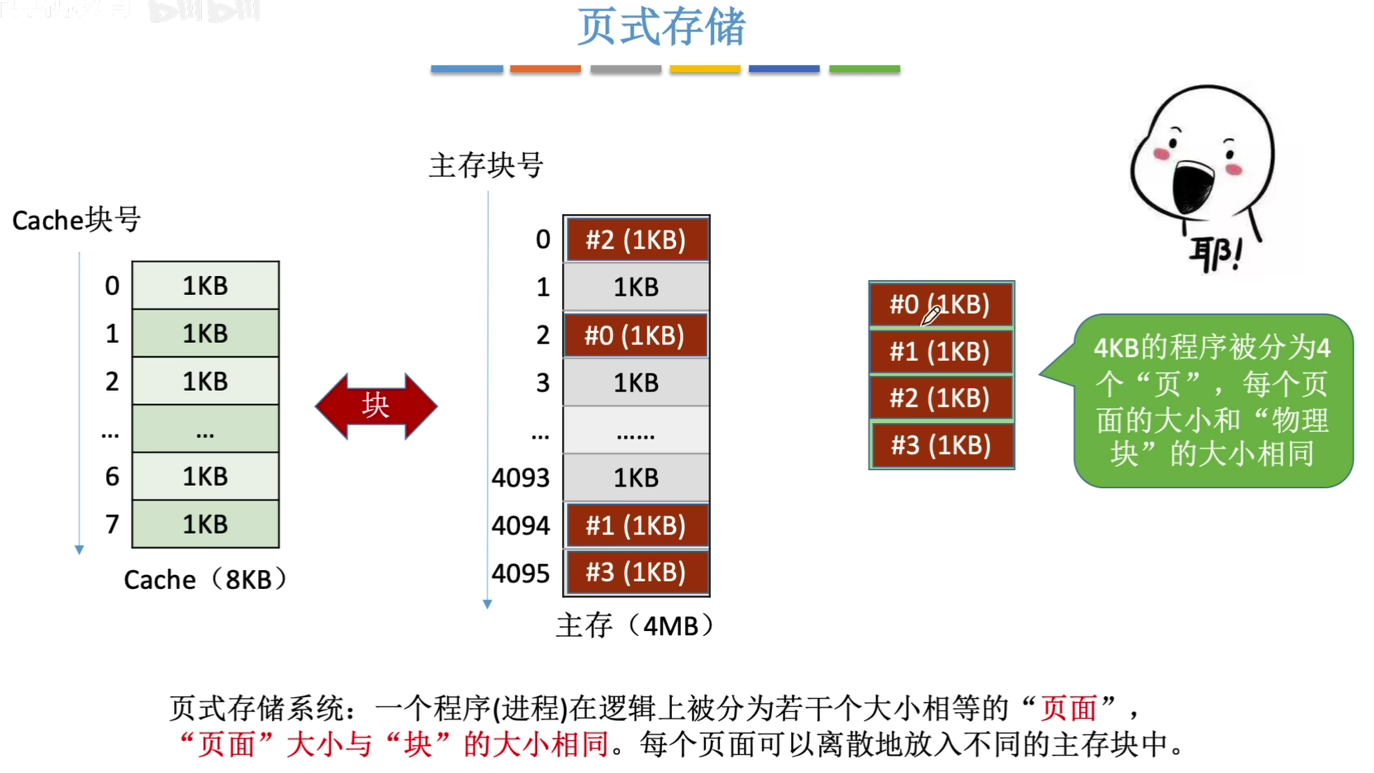 bilibili
页式存储
耶!
主存块号
Cache块号
0 1KB
1 1KB
2 1KB
... ...
6 1KB
7 1KB
Cache（8KB）
块
0 #2 (1KB)
1 1KB
2 #0 (1KB)
3 1KB
... ......
4093 1KB
4094 #1 (1KB)
4095 #3 (1KB)
主存（4MB）
#0 (1KB)
#1 (1KB)
#2 (1KB)
#3 (1KB)
4KB的程序被分为4
个“页”，每个页
面的大小和“物理
块”的大小相同
页式存储系统：一个程序(进程)在逻辑上被分为若干个大小相等的“页面”，
“页面”大小与“块”的大小相同。每个页面可以离散地放入不同的主存块中。